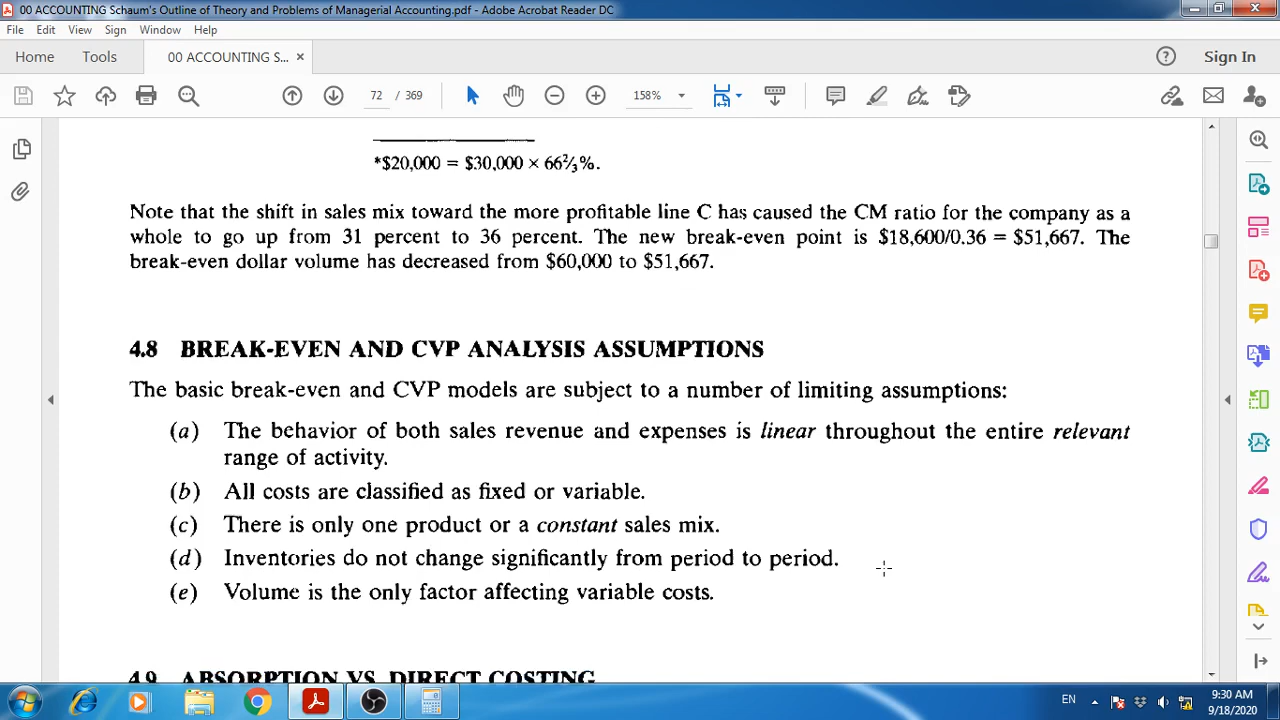 00 ACCOUNTING Schaum's Outline of Theory and Problems of Managerial Accounting.pdf - Adobe Acrobat Reader DC
File Edit View Sign Window Help
Home Tools 00 ACCOUNTING S... × Sign In
72 / 369 158%
*$20,000 = $30,000 × 66⅔%.
Note that the shift in sales mix toward the more profitable line C has caused the CM ratio for the company as a
whole to go up from 31 percent to 36 percent. The new break-even point is $18,600/0.36 = $51,667. The
break-even dollar volume has decreased from $60,000 to $51,667.
4.8 BREAK-EVEN AND CVP ANALYSIS ASSUMPTIONS
The basic break-even and CVP models are subject to a number of limiting assumptions:
(a) The behavior of both sales revenue and expenses is linear throughout the entire relevant
range of activity.
(b) All costs are classified as fixed or variable.
(c) There is only one product or a constant sales mix.
(d) Inventories do not change significantly from period to period.
(e) Volume is the only factor affecting variable costs.
4.9 ABSORPTION VS. DIRECT COSTING
EN 9:30 AM
9/18/2020